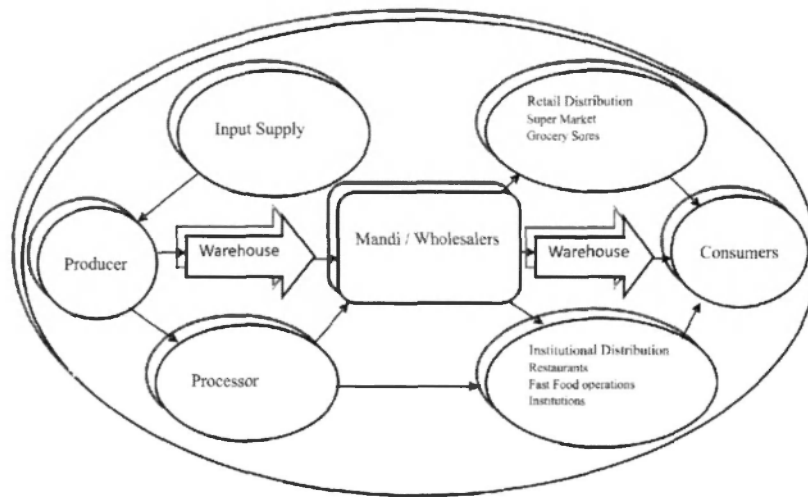 Input Supply
Retail Distribution
Super Market
Grocery Sores
Producer
Warehouse
Mandi / Wholesalers
Warehouse
Consumers
Processor
Institutional Distribution
Restaurants
Fast Food operations
Institutions